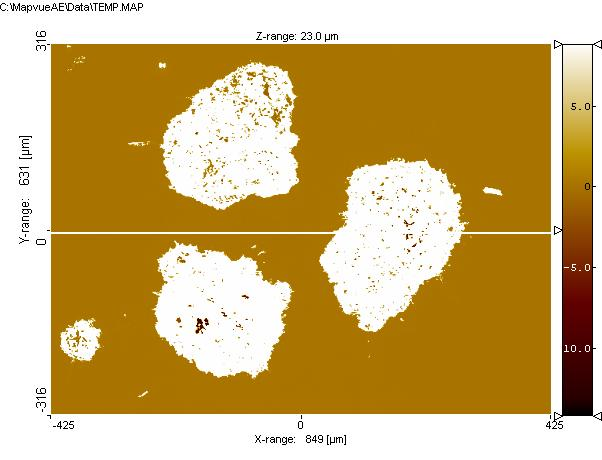 C:\MapvueAE\Data\TEMP.MAP
Z-range: 23.0 µm
316
Y-range: 631 [µm]
0
-316
-425
0
425
X-range: 849 [µm]
5.0
0
-5.0
10.0